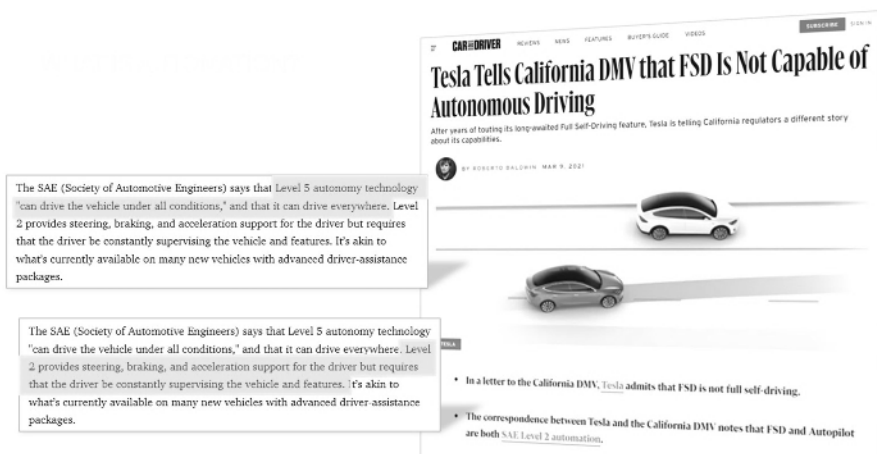 SUBSCRIBE SIGN IN
CAR AND DRIVER REVIEWS NEWS FEATURES BUYER'S GUIDE VIDEOS
Tesla Tells California DMV that FSD Is Not Capable of
Autonomous Driving
After years of touting its long-awaited Full Self-Driving feature, Tesla is telling California regulators a different story
about its capabilities.
BY ROBERTO BALDWIN MAR 9, 2021
The SAE (Society of Automotive Engineers) says that Level 5 autonomy technology
"can drive the vehicle under all conditions," and that it can drive everywhere. Level
2 provides steering, braking, and acceleration support for the driver but requires
that the driver be constantly supervising the vehicle and features. It's akin to
what's currently available on many new vehicles with advanced driver-assistance
packages.
The SAE (Society of Automotive Engineers) says that Level 5 autonomy technology
"can drive the vehicle under all conditions," and that it can drive everywhere. Level
2 provides steering, braking, and acceleration support for the driver but requires
that the driver be constantly supervising the vehicle and features. It's akin to
what's currently available on many new vehicles with advanced driver-assistance
packages.
TESLA
• In a letter to the California DMV, Tesla admits that FSD is not full self-driving.
• The correspondence between Tesla and the California DMV notes that FSD and Autopilot
are both SAE Level 2 automation.